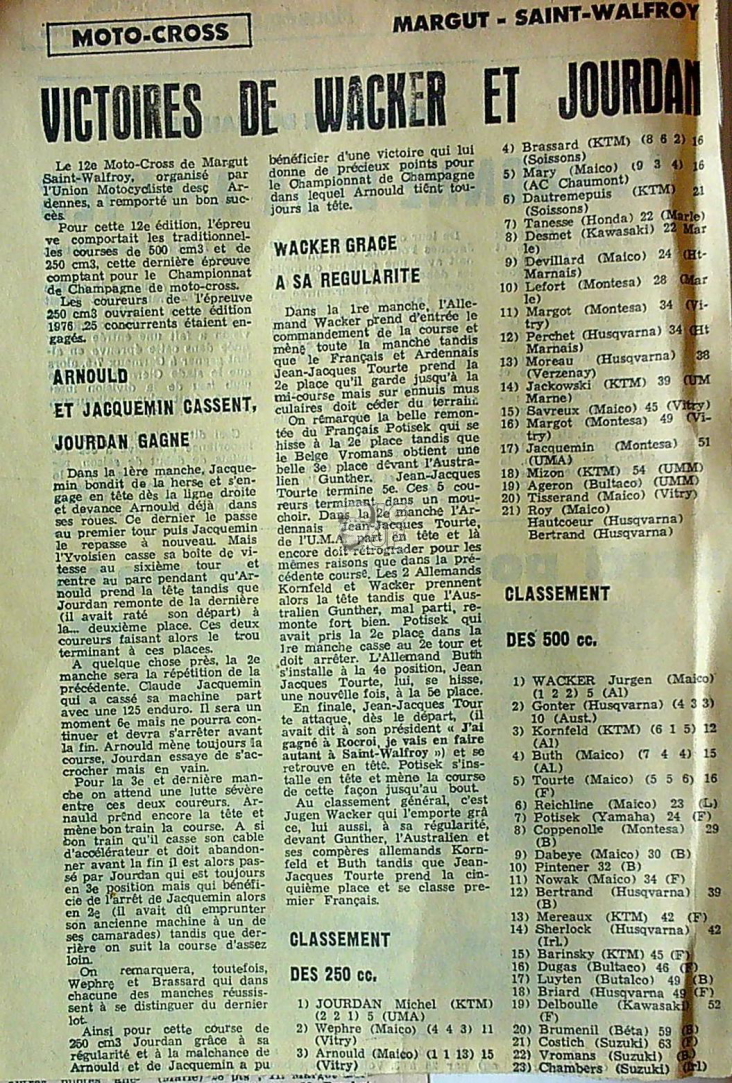 MOTO-CROSS
MARGUT - SAINT-WALFROY
VICTOIRES DE WACKER ET JOURDAN
Le 12e Moto-Cross de Margut
Saint-Walfroy, organisé par
l'Union Motocycliste desç Ar-
dennes, a remporté un bon suc-
cès.
Pour cette 12e édition, l'épreu
ve comportait les traditionnel-
les courses de 500 cm3 et de
250 cm3, cette dernière épreuve
comptant pour le Championnat
de Champagne de moto-cross.
Les coureurs de l'épreuve
250 cm3 ouvraient cette édition
1976 .25 concurrents étaient en-
gagés.
ARNOULD
ET JACQUEMIN CASSENT,
JOURDAN GAGNE
Dans la 1ère manche, Jacque-
min bondit de la herse et s'en-
gage en tête dès la ligne droite
et devance Arnould déjà dans
ses roues. Ce dernier le passe
au premier tour puis Jacquemin
le repasse à nouveau. Mais
l'Yvoisien casse sa boîte de vi-
tesse au sixième tour et
rentre au parc pendant qu'Ar-
nould prend la tête tandis que
Jourdan remonte de la dernière
(il avait raté son départ) à
la... deuxième place. Ces deux
coureurs faisant alors le trou
terminant à ces places.
A quelque chose près, la 2e
manche sera la répétition de la
précédente. Claude Jacquemin
qui a cassé sa machine part
avec une 125 enduro. Il sera un
moment 6e mais ne pourra con-
tinuer et devra s'arrêter avant
la fin. Arnould mène toujours la
course, Jourdan essaye de s'ac-
crocher mais en vain.
Pour la 3e et dernière man-
che on attend une lutte sévère
entre ces deux coureurs. Ar-
nauld prend encore la tête et
mène bon train la course. A si
bon train qu'il casse son cable
d'accélérateur et doit abandon-
ner avant la fin il est alors pas-
sé par Jourdan qui est toujours
en 3e position mais qui bénéfi-
cie de l'arrêt de Jacquemin alors
en 2e (il avait dû emprunter
son ancienne machine à un de
ses camarades) tandis que der-
rière on suit la course d'assez
loin.
On remarquera, toutefois,
Wephre et Brassard qui dans
chacune des manches réussis-
sent à se distinguer du dernier
lot.
Ainsi pour cette course de
250 cm3 Jourdan grâce à sa
régularité et à la malchance de
Arnould et de Jacquemin a pu
bénéficier d'une victoire qui lui
donne de précieux points pour
le Championnat de Champagne
dans lequel Arnould tient tou-
jours la tête.
WACKER GRACE
A SA REGULARITE
Dans la 1re manche, l'Alle-
mand Wacker prend d'entrée le
commandement de la course et
mène toute la manche tandis
que le Français et Ardennais
Jean-Jacques Tourte prend la
2e place qu'il garde jusqu'à la
mi-course mais sur ennuis mus
culaires doit céder du terrain.
On rêmarque la belle remon-
tée du Français Potisek qui se
hisse à la 2e place tandis que
le Belge Vromans obtient une
belle 3e place devant l'Austra-
lien Gunther. Jean-Jacques
Tourte termine 5e. Ces 5 cou-
reurs terminant dans un mou-
choir. Dans la 2e manche l'Ar-
dennais Jean-Jacques Tourte,
de l'U.M.A. part en tête et là
encore doit rétrograder pour les
mêmes raisons que dans la pré-
cédente course. Les 2 Allemands
Kornfeld et Wacker prennent
alors la tête tandis que l'Aus-
tralien Gunther, mal parti, re-
monte fort bien. Potisek qui
avait pris la 2e place dans la
1re manche casse au 2e tour et
doit arrêter. L'Allemand Buth
s'installe à la 4e position, Jean
Jacques Tourte, lui, se hisse,
une nouvelle fois, à la 5e place.
En finale, Jean-Jacques Tour
te attaque, dès le départ, (il
avait dit à son président « J'ai
gagné à Rocroi, je vais en faire
autant à Saint-Walfroy ») et se
retrouve en tête. Potisek s'ins-
talle en tête et mène la course
de cette façon jusqu'au bout.
Au classement général, c'est
Jugen Wacker qui l'emporte grâ
ce, lui aussi, à sa régularité,
devant Gunther, l'Australien et
ses compères allemands Korn-
feld et Buth tandis que Jean-
Jacques Tourte prend la cin-
quième place et se classe pre-
mier Français.
CLASSEMENT
DES 250 cc.
1) JOURDAN Michel (KTM)
(2 2 1) 5 (UMA)
2) Wephre (Maico) (4 4 3) 11
(Vitry)
3) Arnould (Maico) (1 1 13) 15
(Vitry)
4) Brassard (KTM) (8 6 2) 16
(Soissons)
5) Mary (Maico) (9 3 4) 16
(AC Chaumont)
6) Dautremepuis (KTM) 21
(Soissons)
7) Tanesse (Honda) 22 (Marle)
8) Desmet (Kawasaki) 22 Mar
le)
9) Devillard (Maico) 24 (Ht-
Marnais)
10) Lefort (Montesa) 28 (Mar
le)
11) Margot (Montesa) 34 (Vi-
try)
12) Perchet (Husqvarna) 34 (Ht
Marnais)
13) Moreau (Husqvarna) 38
(Verzenay)
14) Jackowski (KTM) 39 (UM
Marne)
15) Savreux (Maico) 45 (Vitry)
16) Margot (Montesa) 49 (Vi-
try)
17) Jacquemin (Montesa) 51
(UMA)
18) Mizon (KTM) 54 (UMM)
19) Ageron (Bultaco) (UMM)
20) Tisserand (Maico) (Vitry)
21) Roy (Maico)
Hautcoeur (Husqvarna)
Bertrand (Husqvarna)
CLASSEMENT
DES 500 cc.
1) WACKER Jurgen (Maico)
(1 2 2) 5 (Al)
2) Gonter (Husqvarna) (4 3 3)
10 (Aust.)
3) Kornfeld (KTM) (6 1 5) 12
(Al)
4) Buth (Maico) (7 4 4) 15
(AL)
5) Tourte (Maico) (5 5 6) 16
(F)
6) Reichline (Maico) 23 (L)
7) Potisek (Yamaha) 24 (F)
8) Coppenolle (Montesa) 29
(B)
9) Dabeye (Maico) 30 (B)
10) Pintener 32 (B)
11) Nowak (Maico) 34 (F)
12) Bertrand (Husqvarna) 39
(B)
13) Mereaux (KTM) 42 (F)
14) Sherlock (Husqvarna) 42
(Irl.)
15) Barinsky (KTM) 45 (F)
16) Dugas (Bultaco) 46 (F)
17) Luyten (Butalco) 49 (B)
18) Briard (Husqvarna 49 (F)
19) Delboulle (Kawasaki) 52
(F)
20) Brumenil (Béta) 59 (B)
21) Costich (Suzuki) 63 (F)
22) Vromans (Suzuki) (B)
23) Chambers (Suzuki) (Irl)